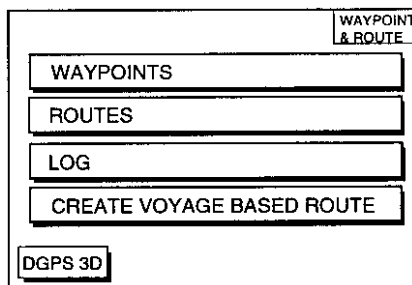 WAYPOINT
& ROUTE
WAYPOINTS
ROUTES
LOG
CREATE VOYAGE BASED ROUTE
DGPS 3D